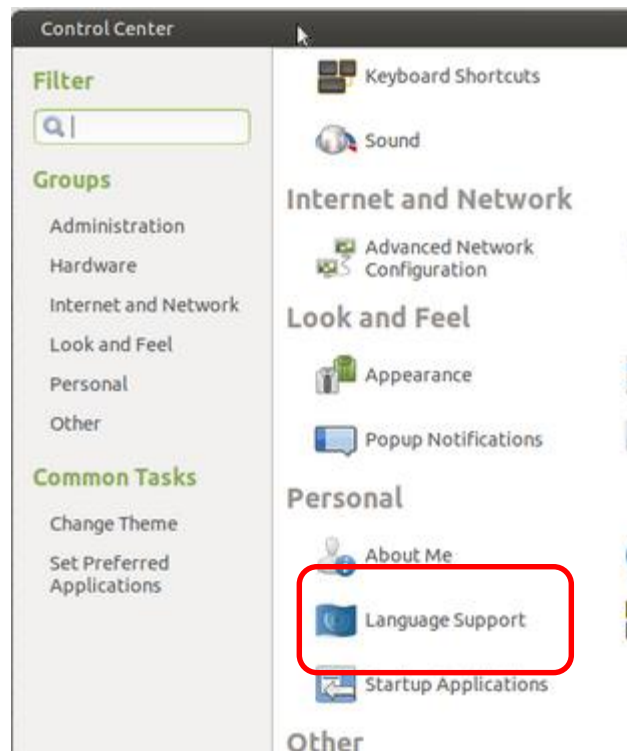 Control Center
Filter
Groups
Administration
Hardware
Internet and Network
Look and Feel
Personal
Other
Common Tasks
Change Theme
Set Preferred
Applications
Keyboard Shortcuts
Sound
Internet and Network
Advanced Network
Configuration
Look and Feel
Appearance
Popup Notifications
Personal
About Me
Language Support
Startup Applications
Other